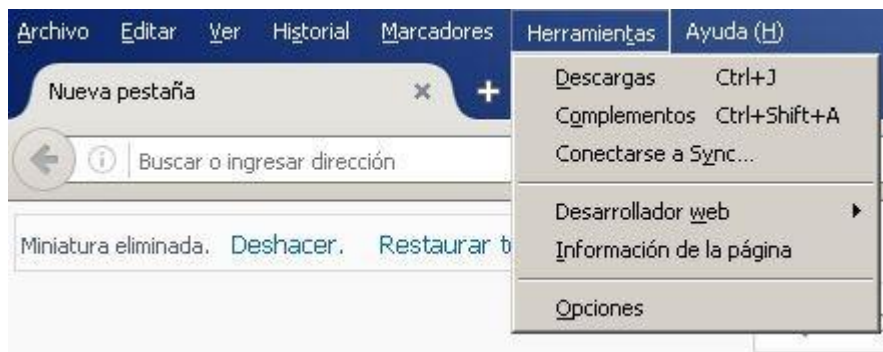 Archivo Editar Ver Historial Marcadores Herramientas Ayuda (H)
Nueva pestaña
Buscar o ingresar dirección
Miniatura eliminada. Deshacer. Restaurar
Descargas Ctrl+J
Complementos Ctrl+Shift+A
Conectarse a Sync...
Desarrollador web
Información de la página
Opciones